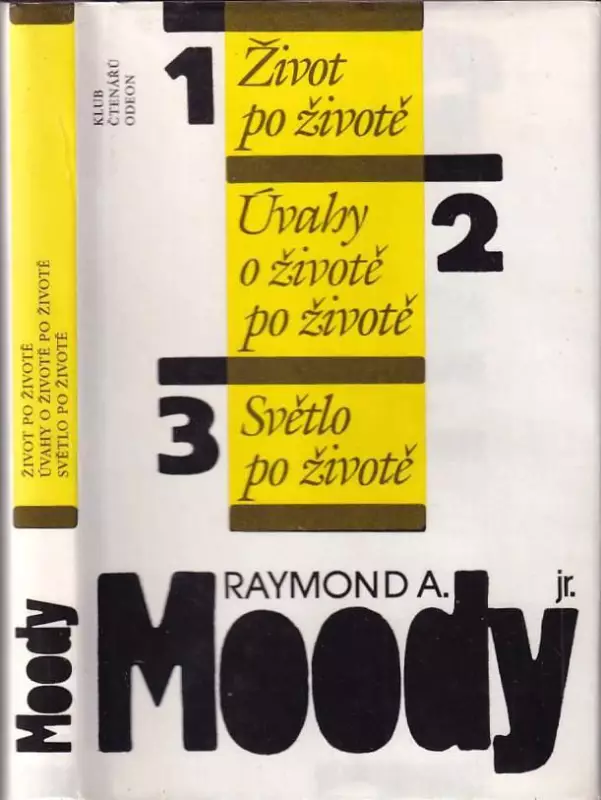 ŽIVOT PO ŽIVOTĚ
ÚVAHY O ŽIVOTĚ PO ŽIVOTĚ
SVĚTLO PO ŽIVOTĚ
Moody
KLUB
ČTENÁŘŮ
ODEON
1
Život
po životě
2
Úvahy
o životě
po životě
3
Světlo
po životě
RAYMOND A.
jr.
Moody